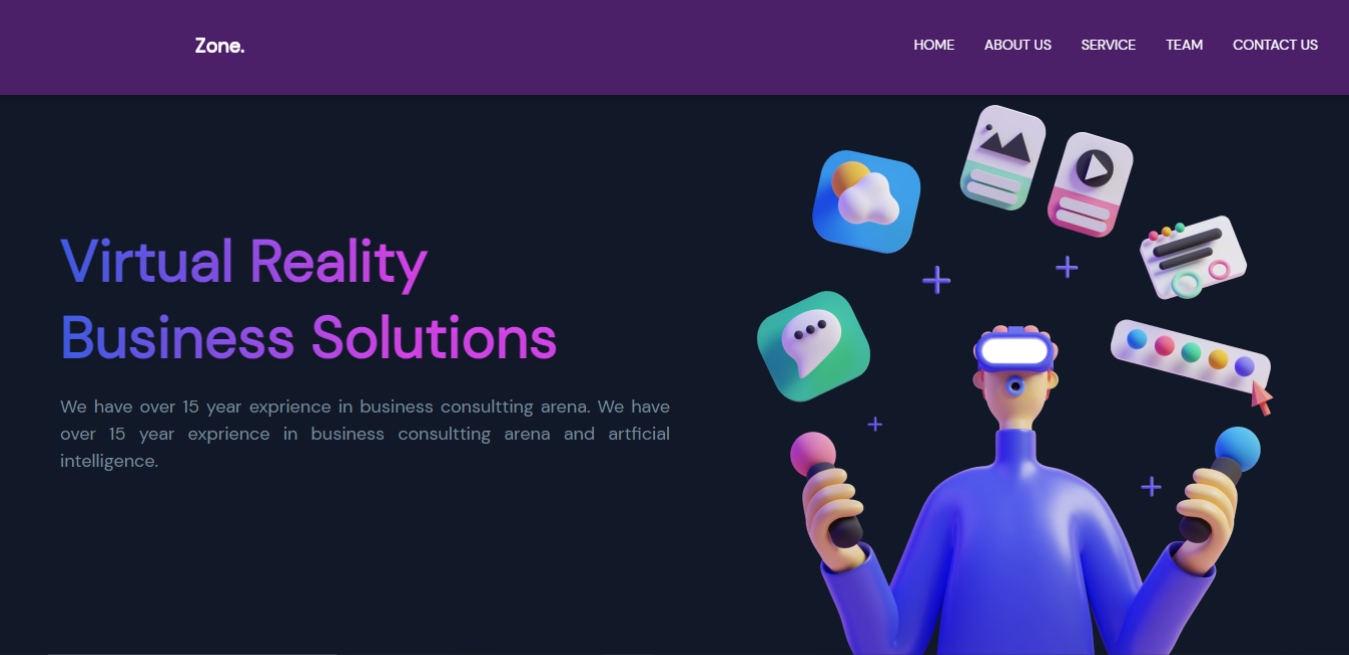 Zone.
HOME ABOUT US SERVICE TEAM CONTACT US
Virtual Reality
Business Solutions
We have over 15 year exprience in business consultting arena. We have
over 15 year exprience in business consultting arena and artficial
intelligence.